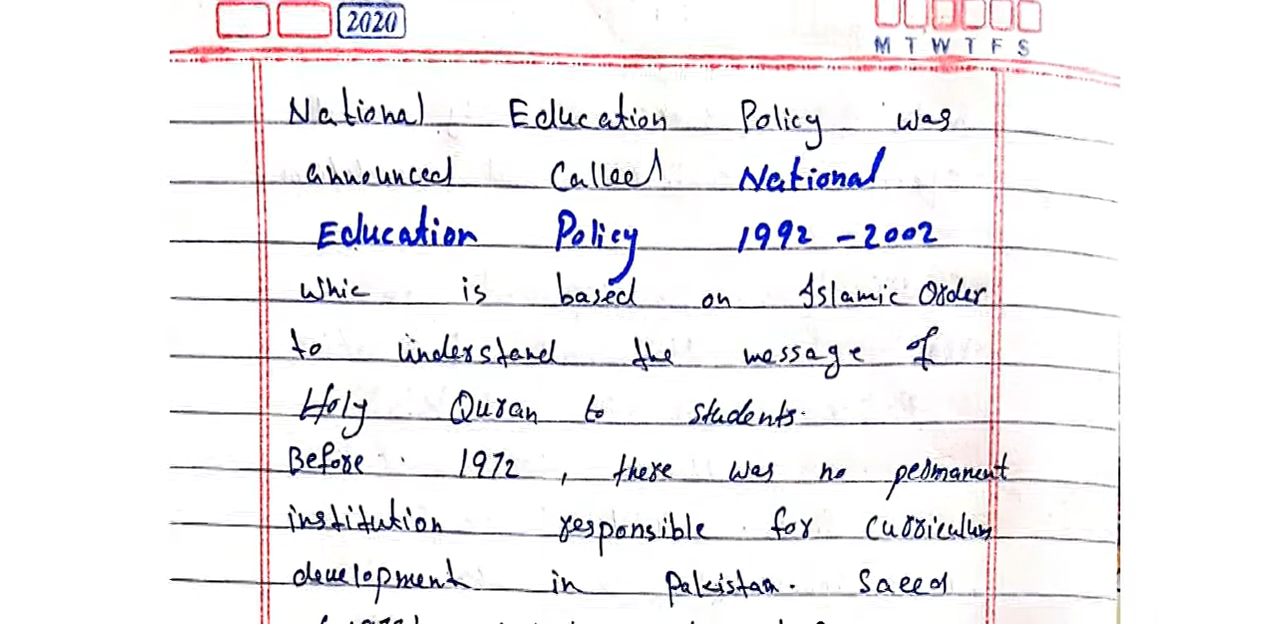 2020
M T W T F S
National Education Policy was
announced Called National
Education Policy 1992 - 2002
Whic is based on Islamic Order
to understand the message of
Holy Quran to students.
Before 1972, there was no permanent
institution responsible for Curriculum
development in Pakistan. Saeed